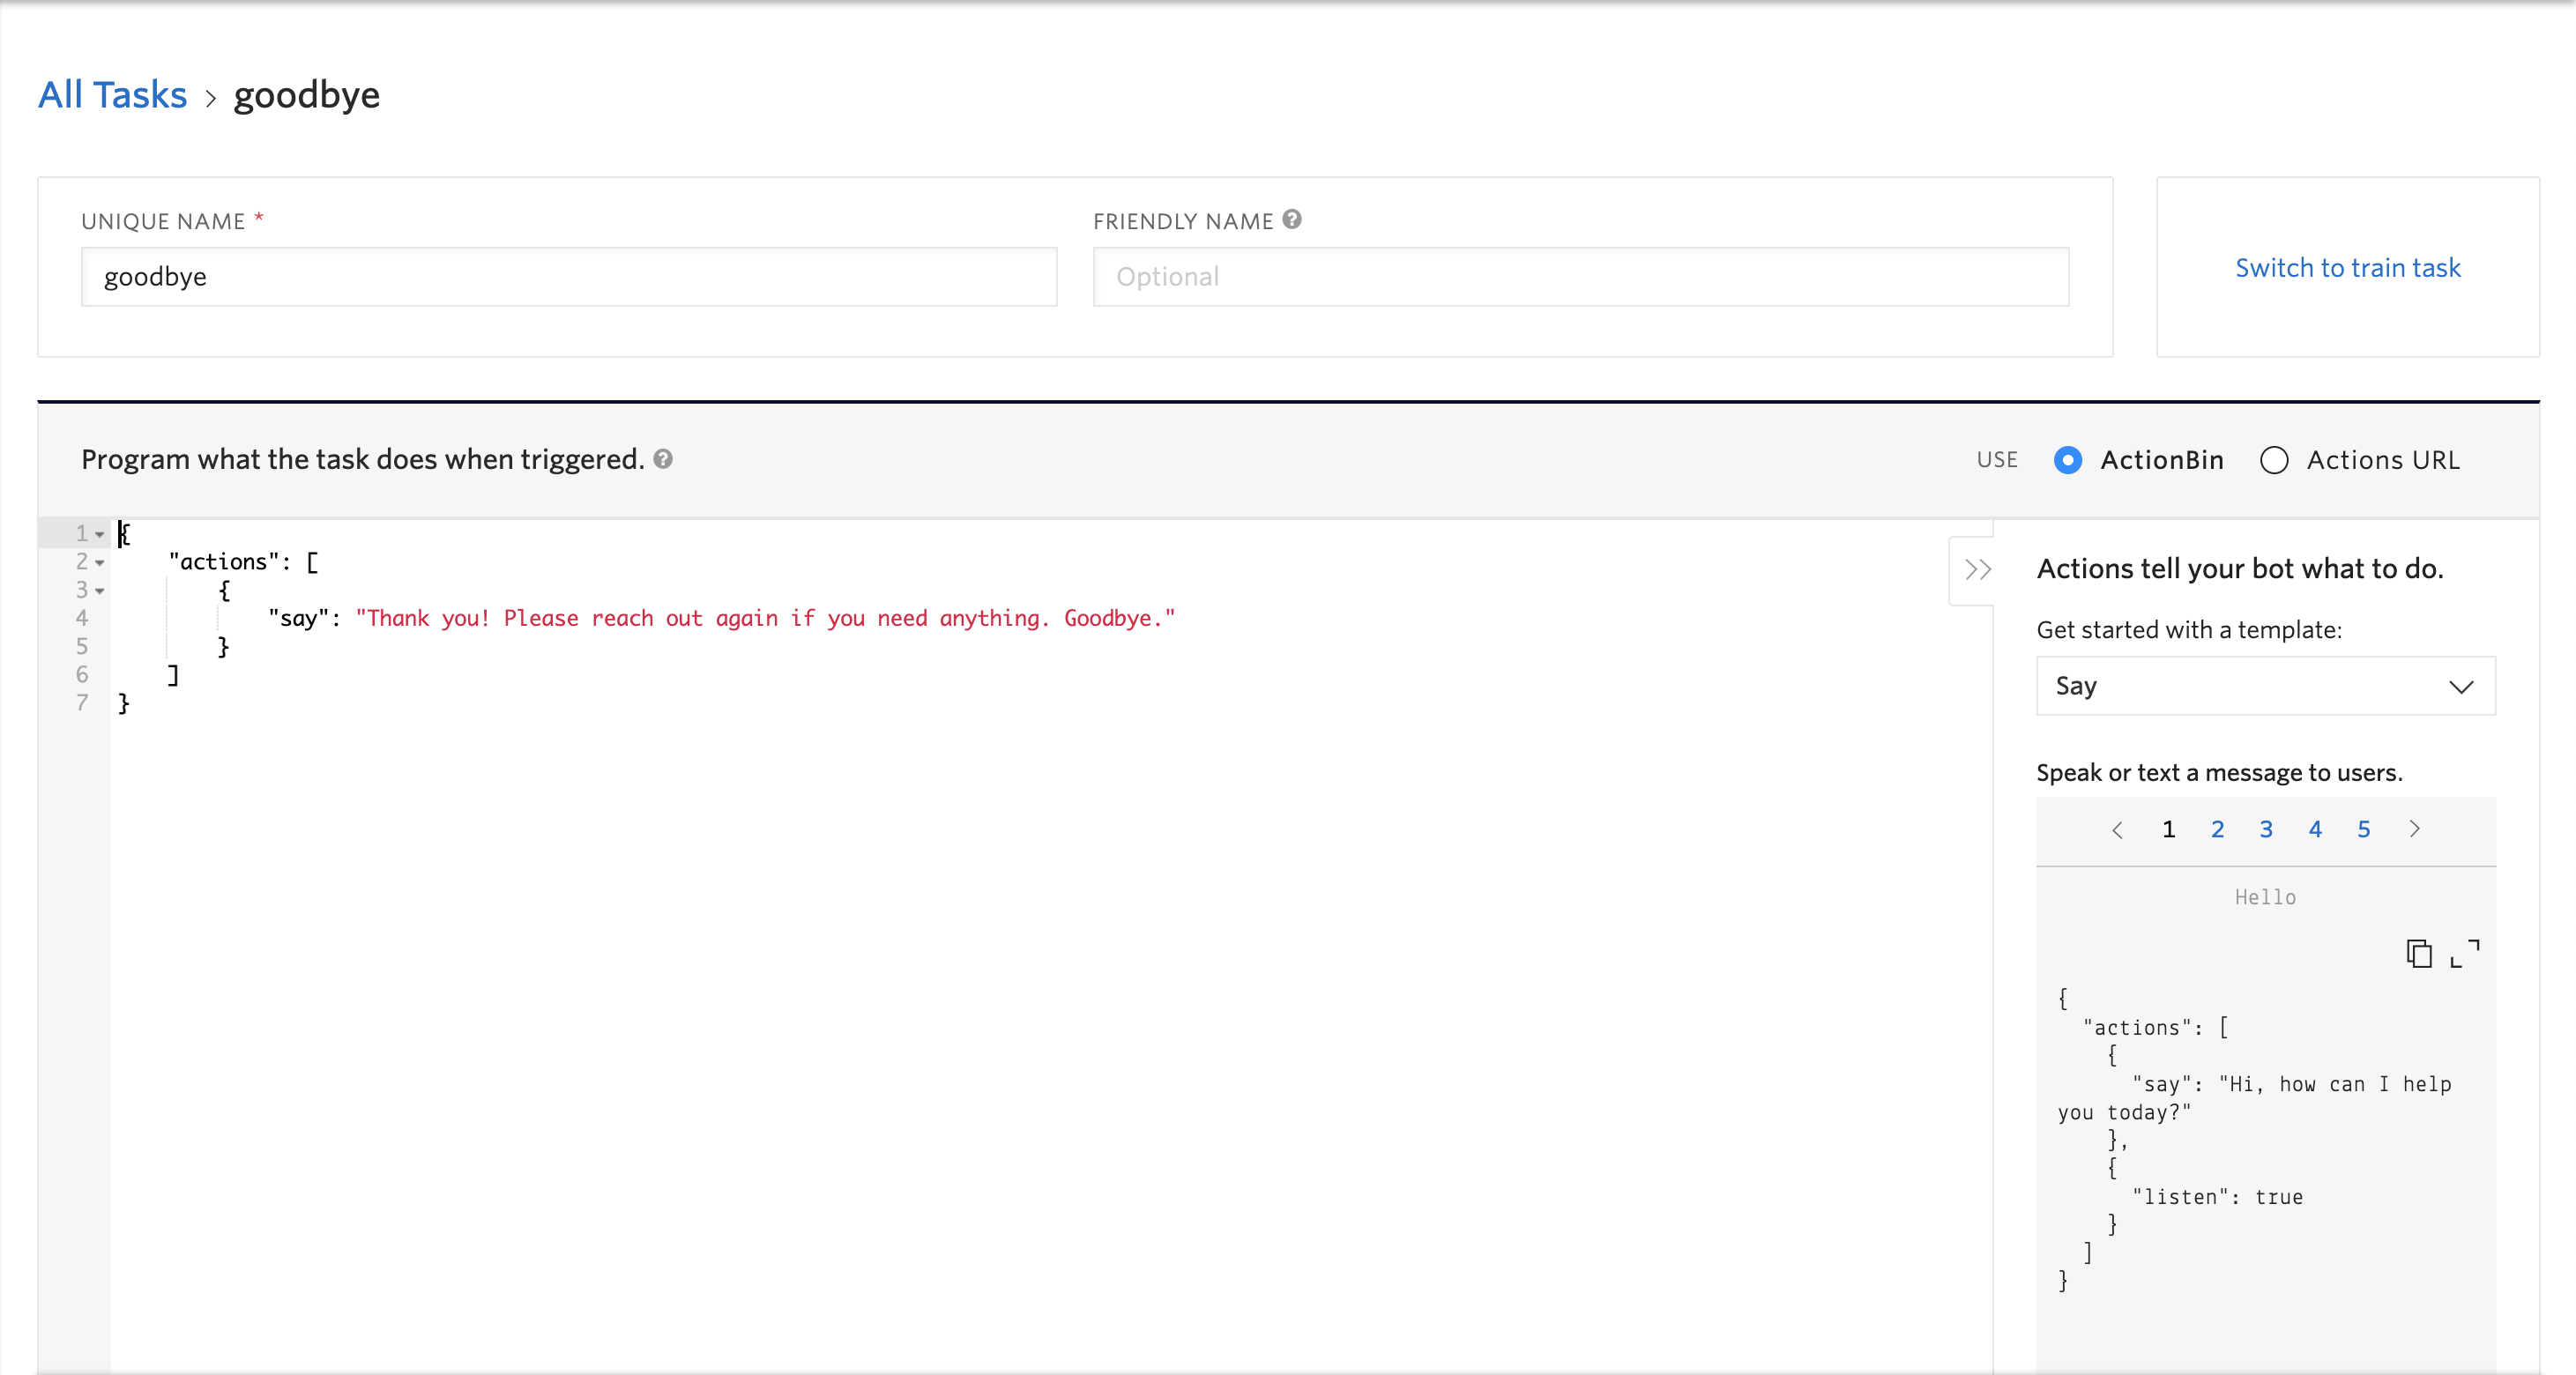 All Tasks > goodbye
UNIQUE NAME *
FRIENDLY NAME ?
goodbye
Optional
Switch to train task
Program what the task does when triggered. ?
USE ActionBin Actions URL
1 {
2 "actions": [
3 {
4 "say": "Thank you! Please reach out again if you need anything. Goodbye."
5 }
6 ]
7 }
>>
Actions tell your bot what to do.
Get started with a template:
Say
Speak or text a message to users.
< 1 2 3 4 5 >
Hello
{
"actions": [
{
"say": "Hi, how can I help
you today?"
},
{
"listen": true
}
]
}